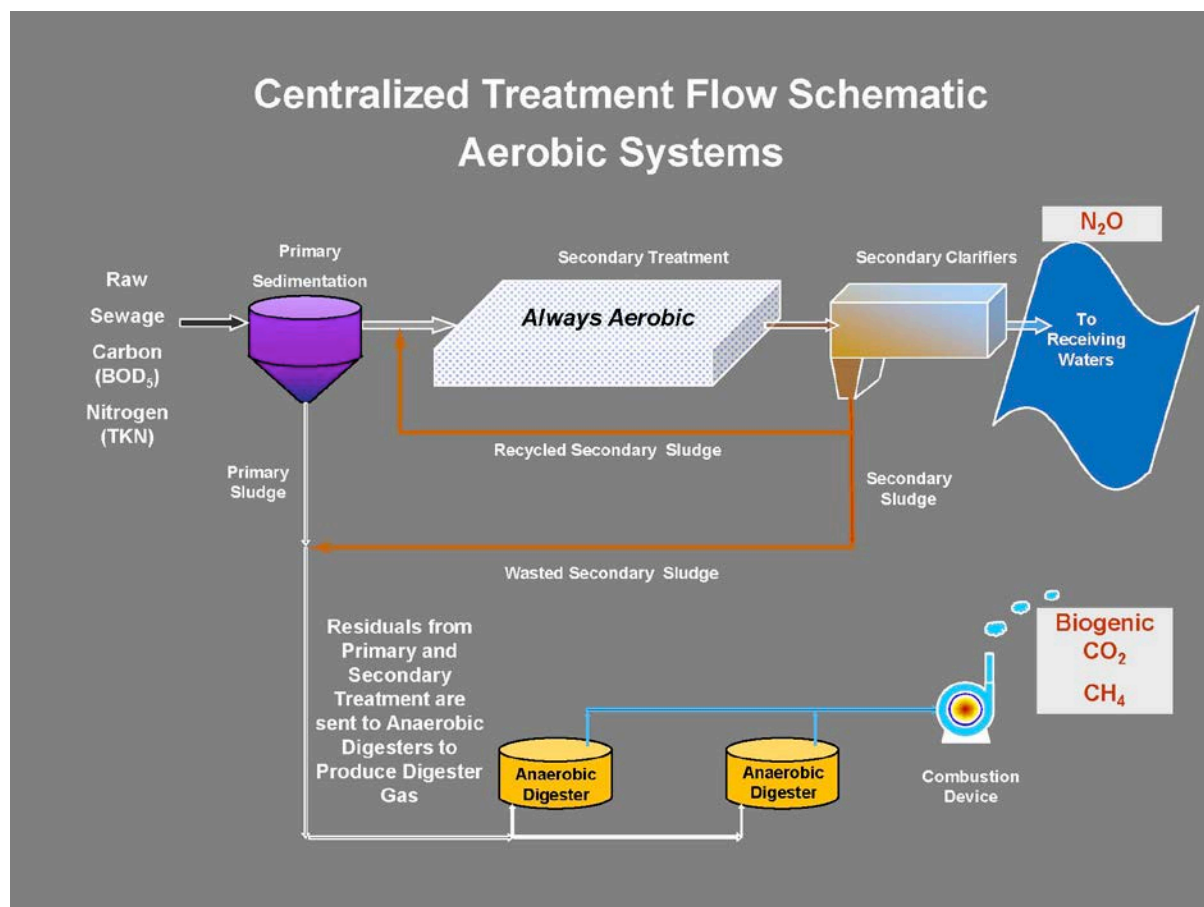 Centralized Treatment Flow Schematic
Aerobic Systems
N₂O
Primary
Sedimentation
Secondary Treatment
Secondary Clarifiers
Raw
Sewage
Carbon
(BOD₅)
Nitrogen
(TKN)
Always Aerobic
To
Receiving
Waters
Recycled Secondary Sludge
Primary
Sludge
Secondary
Sludge
Wasted Secondary Sludge
Residuals from
Primary and
Secondary
Treatment are
sent to Anaerobic
Digesters to
Produce Digester
Gas
Biogenic
CO₂
CH₄
Anaerobic
Digester
Anaerobic
Digester
Combustion
Device